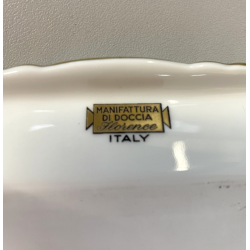 MANIFATTURA
DI DOCCIA
Florence
ITALY